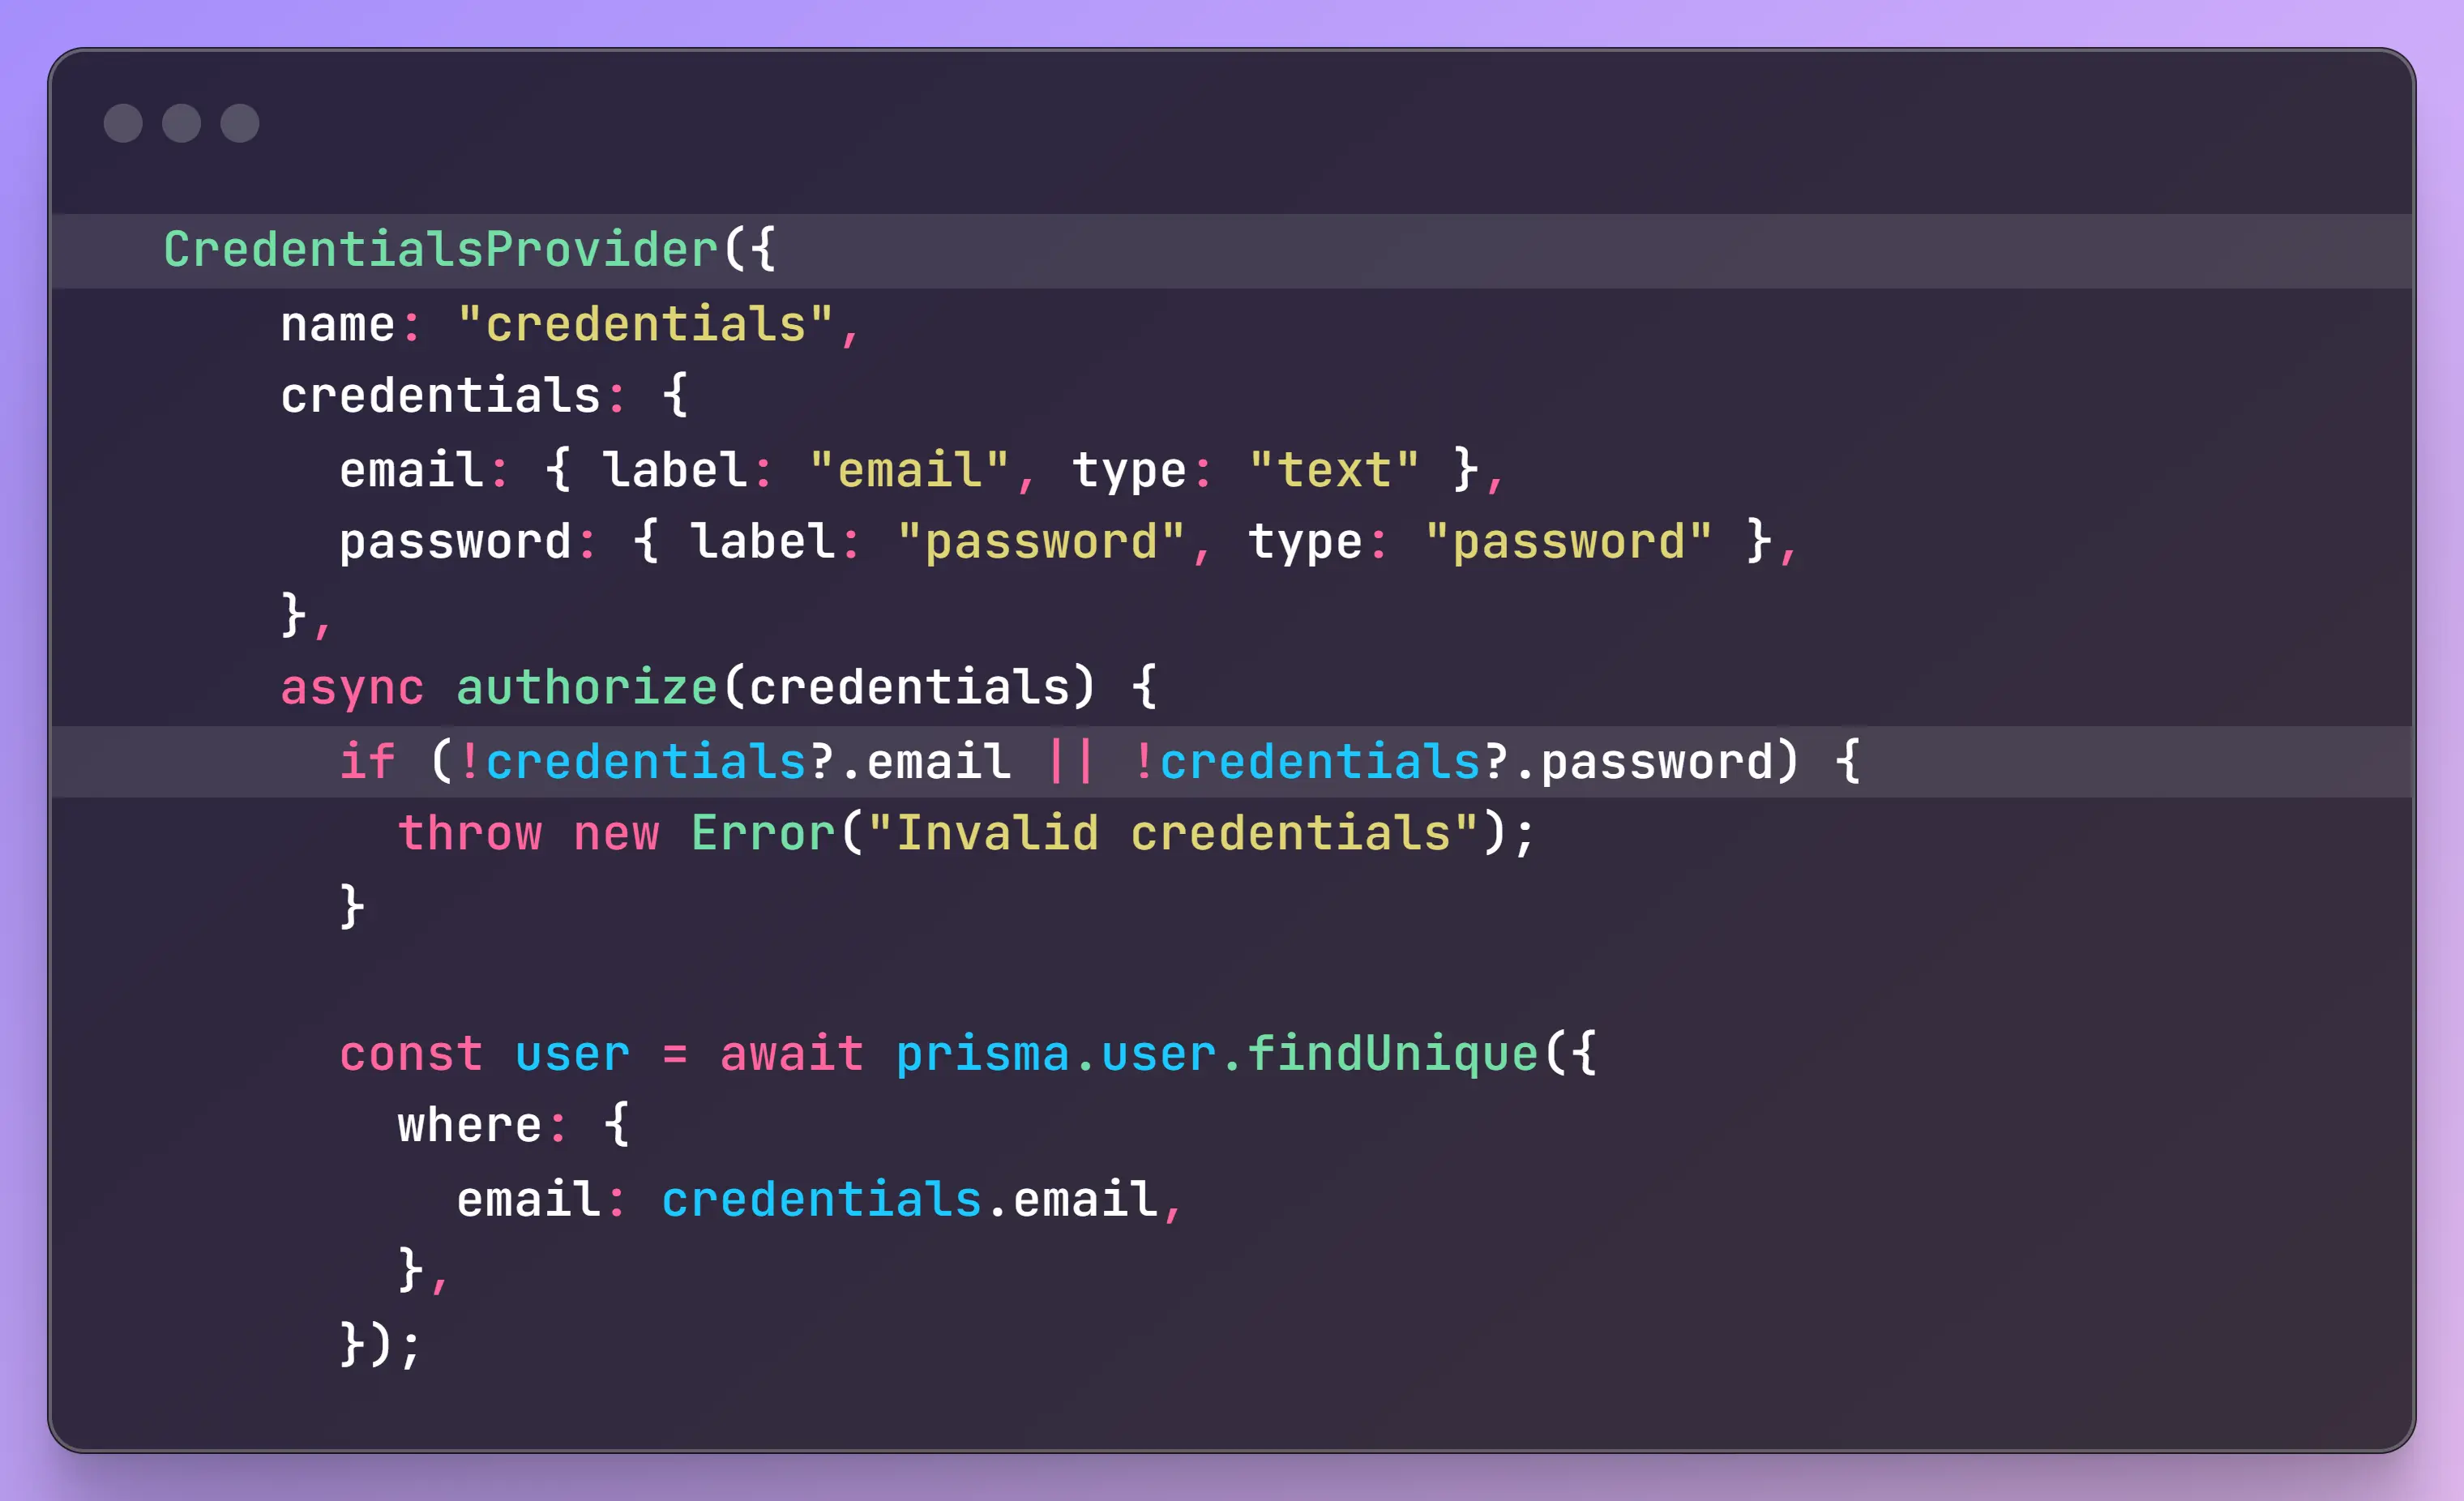 CredentialsProvider({
    name: "credentials",
    credentials: {
      email: { label: "email", type: "text" },
      password: { label: "password", type: "password" },
    },
    async authorize(credentials) {
      if (!credentials?.email || !credentials?.password) {
        throw new Error("Invalid credentials");
      }

      const user = await prisma.user.findUnique({
        where: {
          email: credentials.email,
        },
      });